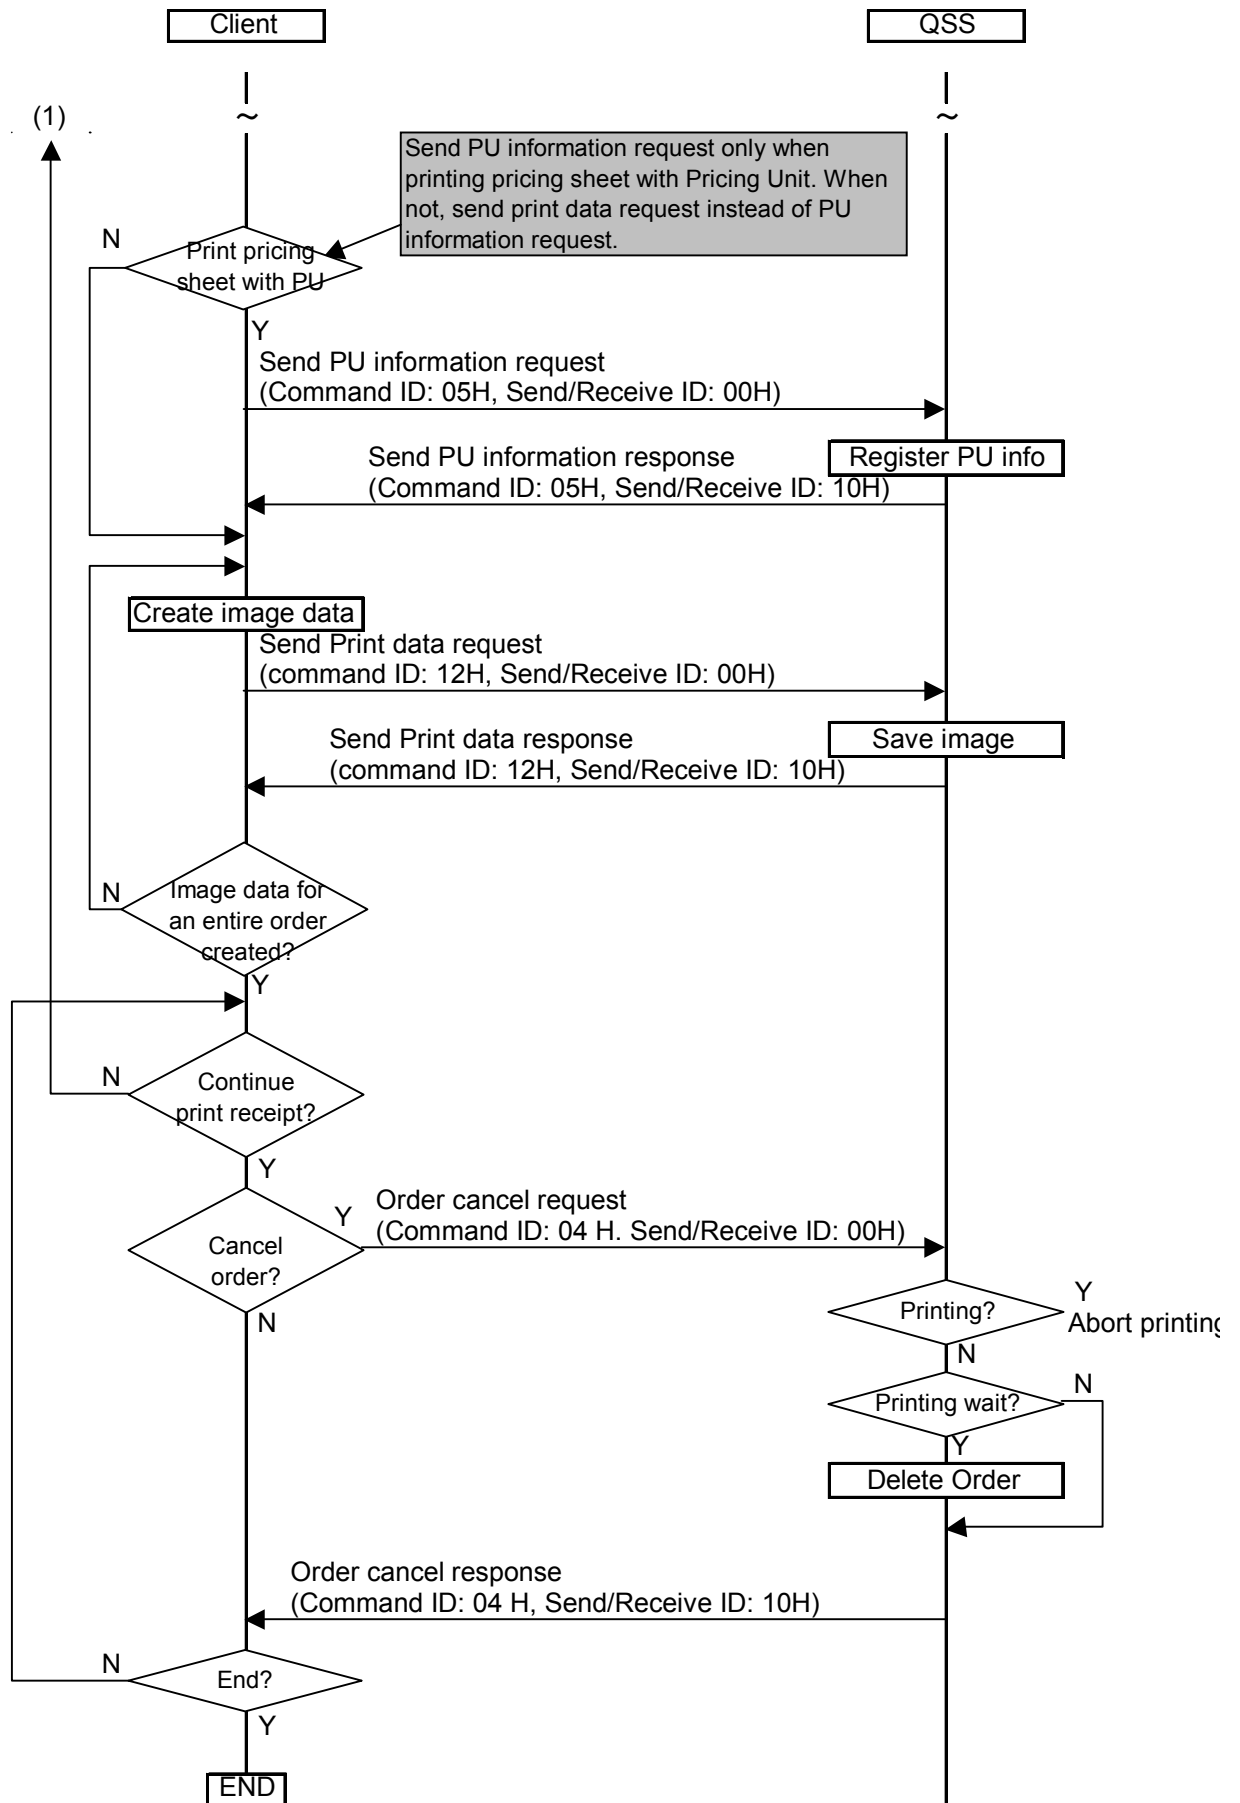 Client
QSS
~
~
(1)
Send PU information request only when
printing pricing sheet with Pricing Unit. When
not, send print data request instead of PU
information request.
N
Print pricing
sheet with PU
Y
Send PU information request
(Command ID: 05H, Send/Receive ID: 00H)
Register PU info
Send PU information response
(Command ID: 05H, Send/Receive ID: 10H)
Create image data
Send Print data request
(command ID: 12H, Send/Receive ID: 00H)
Save image
Send Print data response
(command ID: 12H, Send/Receive ID: 10H)
N
Image data for
an entire order
created?
Y
N
Continue
print receipt?
Y
Cancel
order?
Y
Order cancel request
(Command ID: 04 H. Send/Receive ID: 00H)
N
Printing?
Y
Abort printing
N
Printing wait?
N
Y
Delete Order
Order cancel response
(Command ID: 04 H, Send/Receive ID: 10H)
N
End?
Y
END